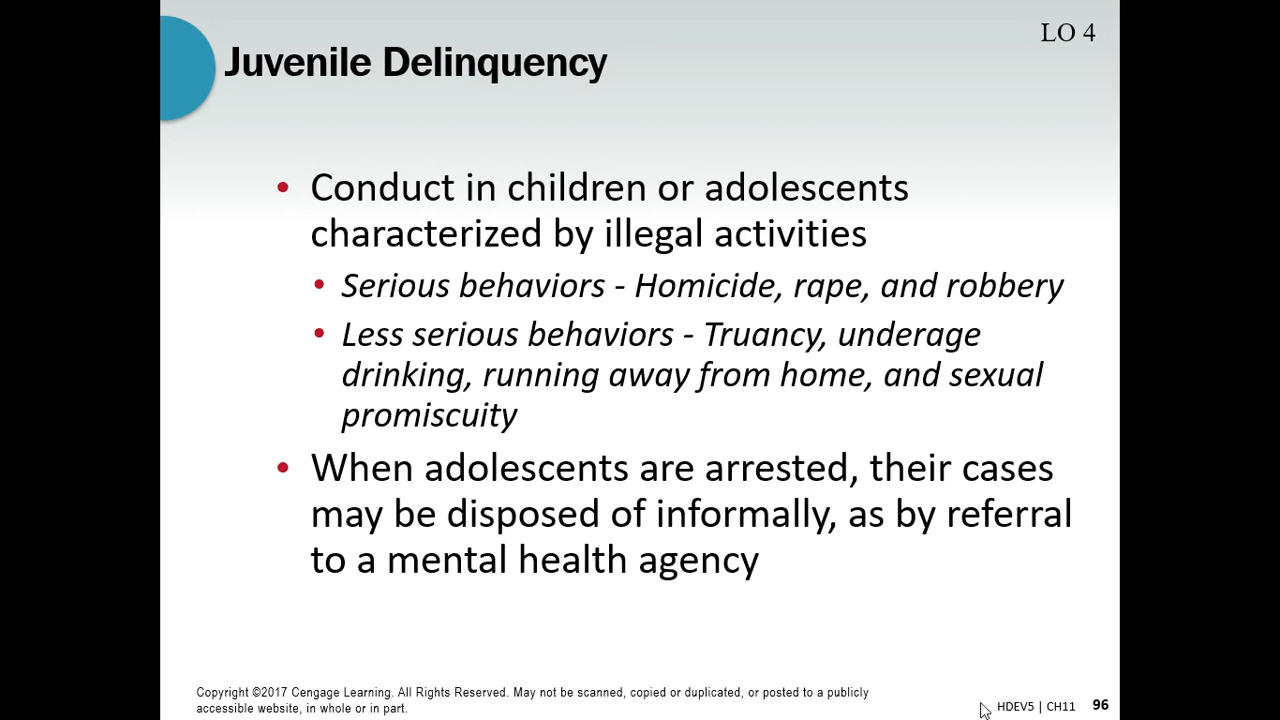 LO 4
Juvenile Delinquency
• Conduct in children or adolescents
characterized by illegal activities
• Serious behaviors - Homicide, rape, and robbery
• Less serious behaviors - Truancy, underage
drinking, running away from home, and sexual
promiscuity
• When adolescents are arrested, their cases
may be disposed of informally, as by referral
to a mental health agency
Copyright ©2017 Cengage Learning. All Rights Reserved. May not be scanned, copied or duplicated, or posted to a publicly
accessible website, in whole or in part.
HDEV5 | CH11 96